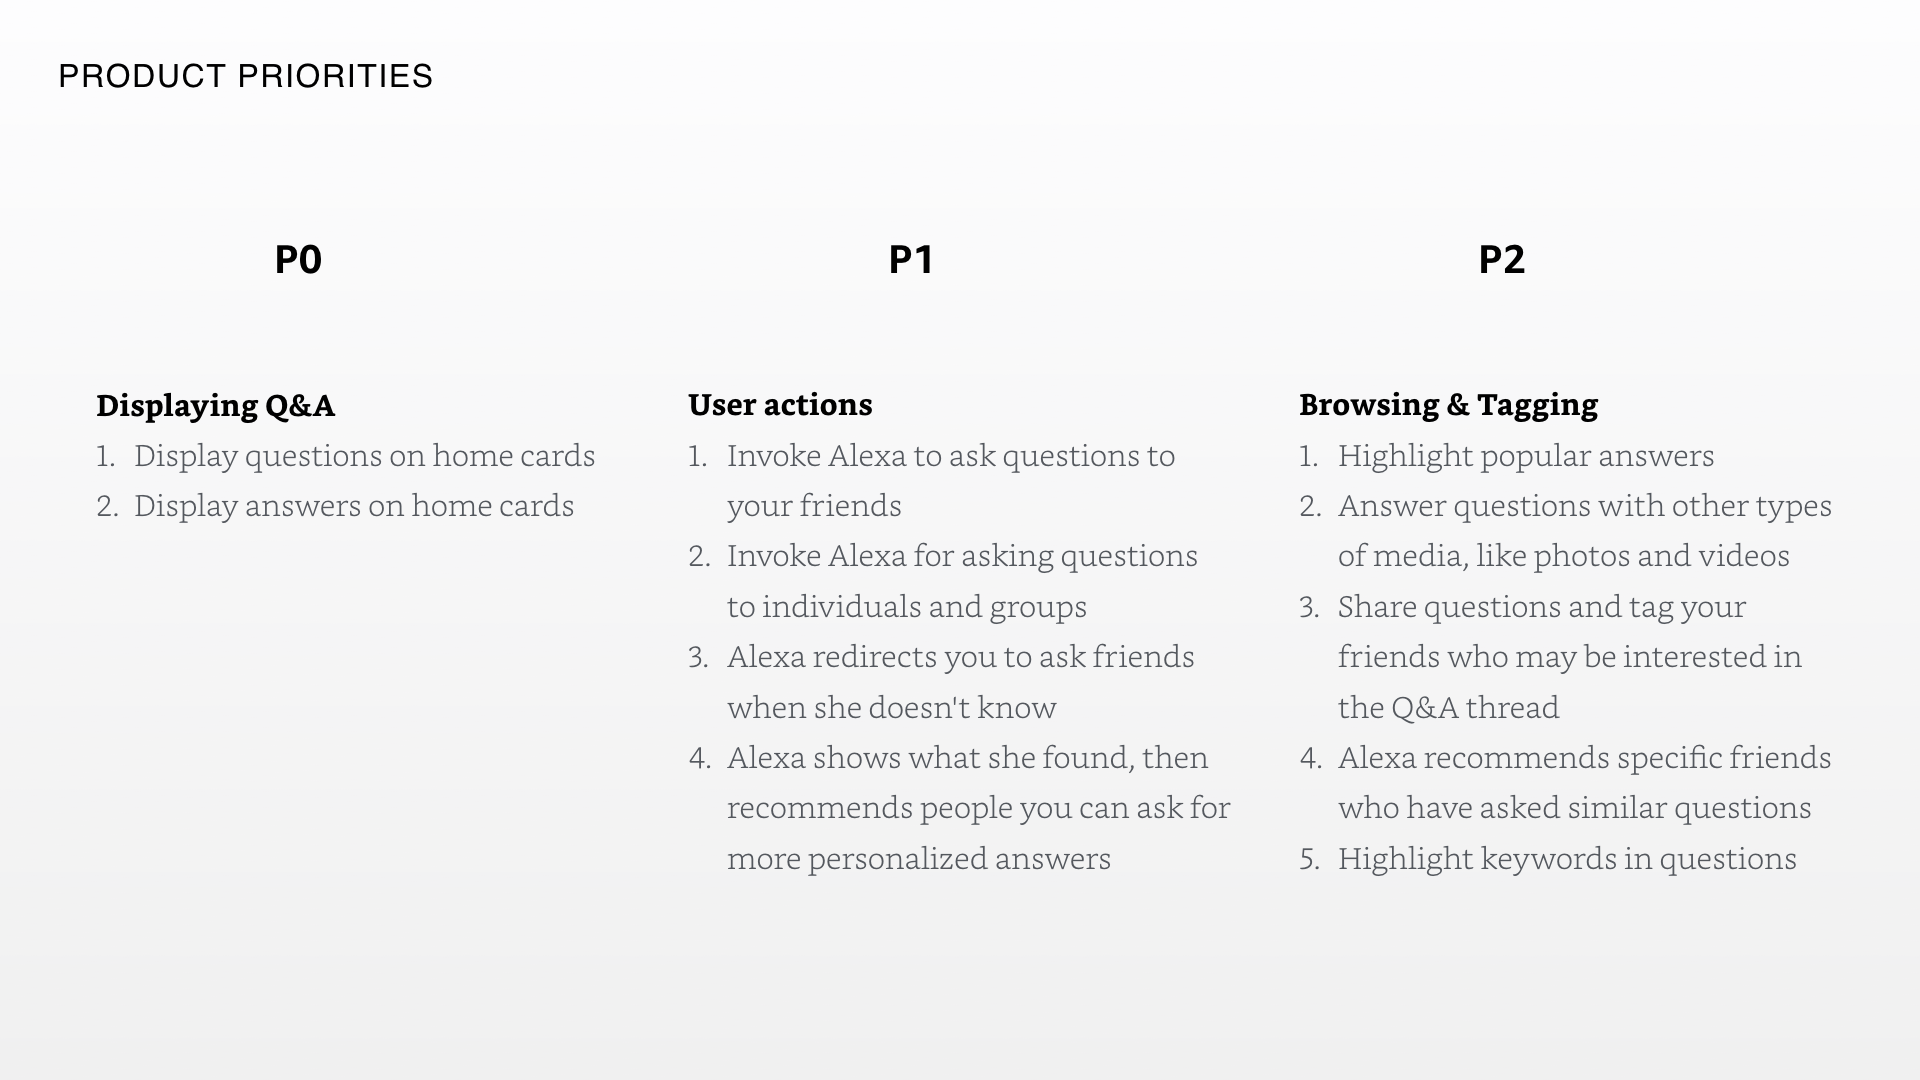 PRODUCT PRIORITIES
P0
Displaying Q&A
1. Display questions on home cards
2. Display answers on home cards
P1
User actions
1. Invoke Alexa to ask questions to
your friends
2. Invoke Alexa for asking questions
to individuals and groups
3. Alexa redirects you to ask friends
when she doesn't know
4. Alexa shows what she found, then
recommends people you can ask for
more personalized answers
P2
Browsing & Tagging
1. Highlight popular answers
2. Answer questions with other types
of media, like photos and videos
3. Share questions and tag your
friends who may be interested in
the Q&A thread
4. Alexa recommends specific friends
who have asked similar questions
5. Highlight keywords in questions